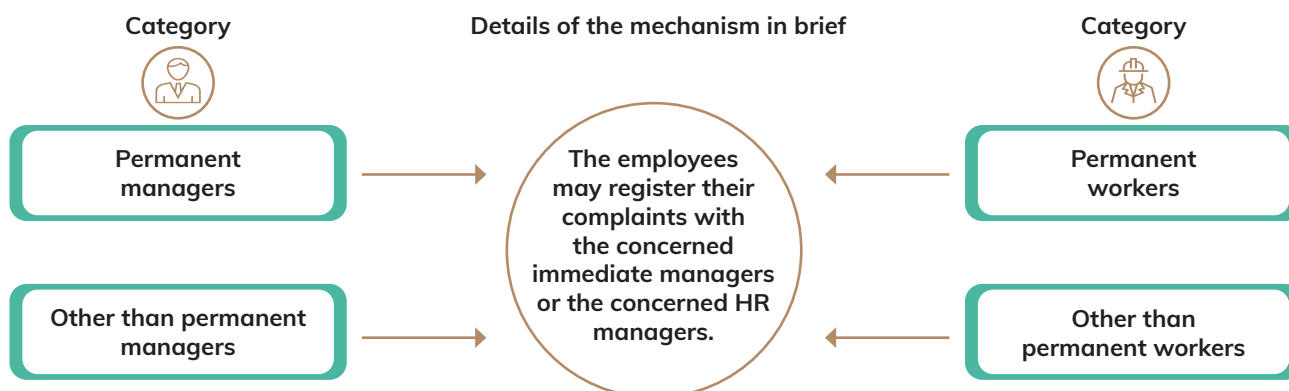 Category
Details of the mechanism in brief
Category
Permanent
managers
The employees
may register their
complaints with
the concerned
immediate managers
or the concerned HR
managers.
Permanent
workers
Other than permanent
managers
Other than
permanent workers